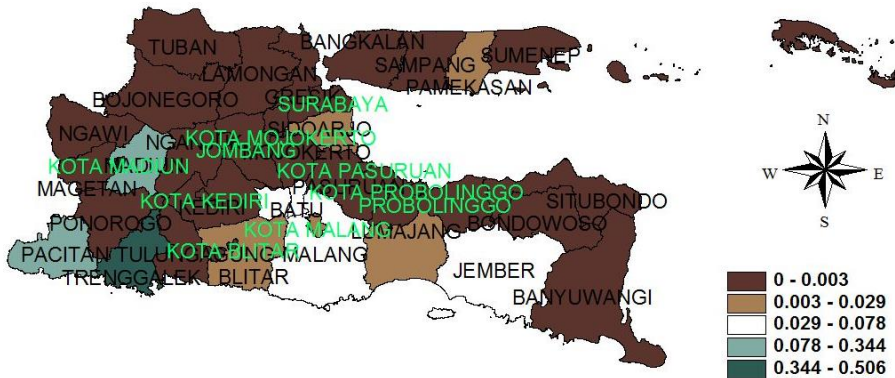 TUBAN
BANGKALAN
SAMPANG
SUMENEP
PAMEKASAN
LAMONGAN
BOJONEGORO
SURABAYA
SIDOARJO
NGAWI
KOTA MOJOKERTO
JOMBANG
KOTA MADIUN
MAGETAN
KOTA PASURUAN
KOTA PROBOLINGGO
PROBOLINGGO
KOTA KEDIRI
KEDIRI
BATU
SITUBONDO
BONDOWOSO
PONOROGO
KOTA MALANG
KOTA BLITAR
PACITAN
MALANG
TRENGGALEK
BLITAR
JEMBER
BANYUWANGI
N
W
E
S
0 - 0.003
0.003 - 0.029
0.029 - 0.078
0.078 - 0.344
0.344 - 0.506